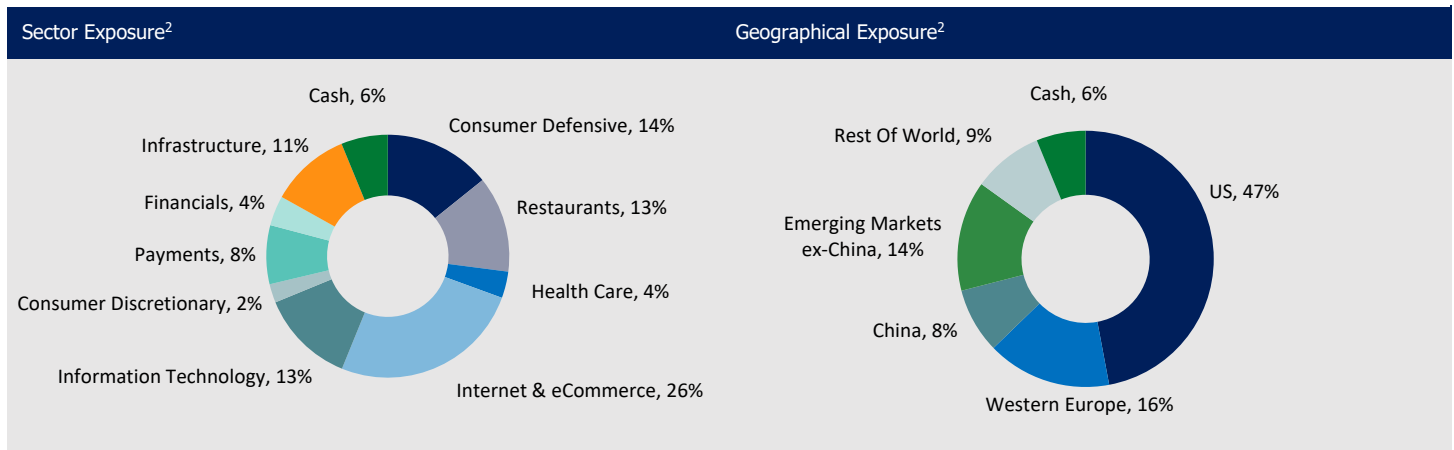 Sector Exposure2
Cash, 6%
Consumer Defensive, 14%
Infrastructure, 11%
Restaurants, 13%
Financials, 4%
Payments, 8%
Health Care, 4%
Consumer Discretionary, 2%
Information Technology, 13%
Internet & eCommerce, 26%
Geographical Exposure2
Cash, 6%
Rest Of World, 9%
US, 47%
Emerging Markets
ex-China, 14%
China, 8%
Western Europe, 16%